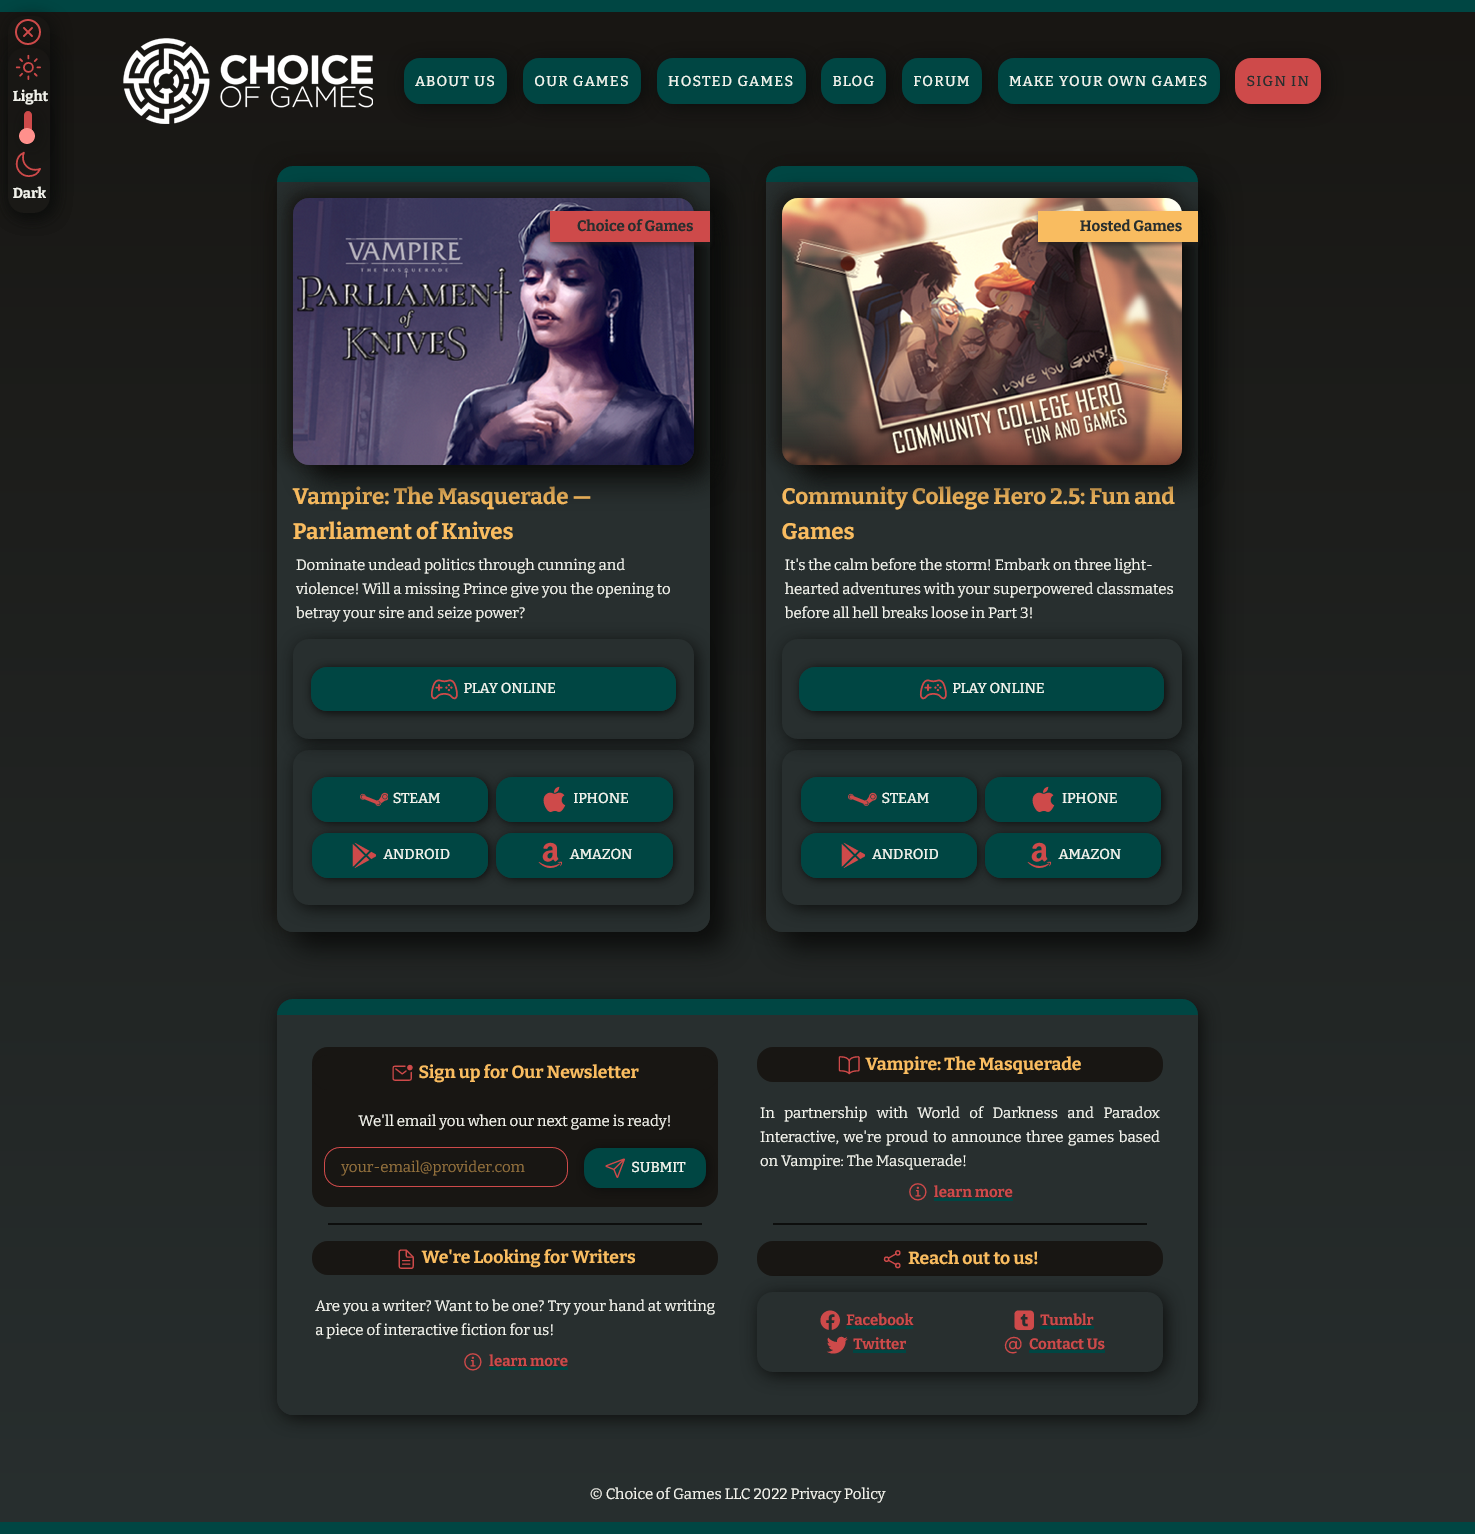 Light
Dark
CHOICE
OF GAMES
ABOUT US
OUR GAMES
HOSTED GAMES
BLOG
FORUM
MAKE YOUR OWN GAMES
SIGN IN
Choice of Games
VAMPIRE
THE MASQUERADE
PARLIAMENT
of
KNIVES
Vampire: The Masquerade —
Parliament of Knives
Dominate undead politics through cunning and
violence! Will a missing Prince give you the opening to
betray your sire and seize power?
PLAY ONLINE
STEAM
IPHONE
ANDROID
AMAZON
Hosted Games
I LOVE YOU GUYS!
COMMUNITY COLLEGE HERO
FUN AND GAMES
Community College Hero 2.5: Fun and
Games
It's the calm before the storm! Embark on three light-
hearted adventures with your superpowered classmates
before all hell breaks loose in Part 3!
PLAY ONLINE
STEAM
IPHONE
ANDROID
AMAZON
Sign up for Our Newsletter
We'll email you when our next game is ready!
your-email@provider.com
SUBMIT
We're Looking for Writers
Are you a writer? Want to be one? Try your hand at writing
a piece of interactive fiction for us!
learn more
Vampire: The Masquerade
In partnership with World of Darkness and Paradox
Interactive, we're proud to announce three games based
on Vampire: The Masquerade!
learn more
Reach out to us!
Facebook
Tumblr
Twitter
Contact Us
© Choice of Games LLC 2022 Privacy Policy